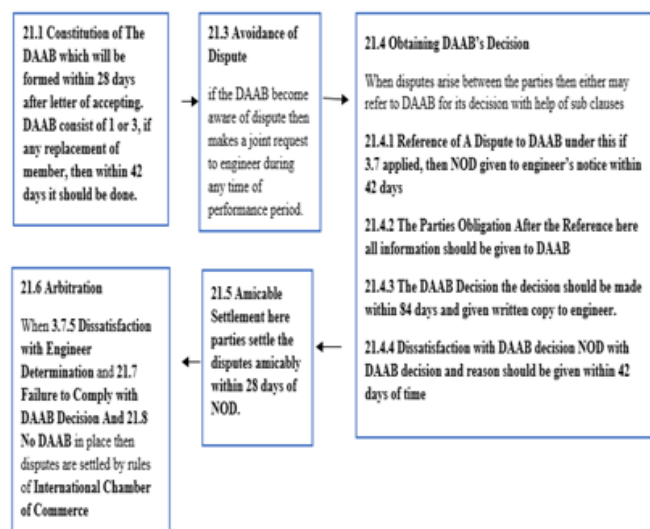 21.1 Constitution of The
DAAB which will be
formed within 28 days
after letter of accepting.
DAAB consist of 1 or 3, if
any replacement of
member, then within 42
days it should be done.
21.3 Avoidance of
Dispute
if the DAAB become
aware of dispute then
makes a joint request
to engineer during
any time of
performance period.
21.4 Obtaining DAAB's Decision
When disputes arise between the parties then either may
refer to DAAB for its decision with help of sub clauses
21.4.1 Reference of A Dispute to DAAB under this if
3.7 applied, then NOD given to engineer's notice within
42 days
21.4.2 The Parties Obligation After the Reference here
all information should be given to DAAB
21.4.3 The DAAB Decision the decision should be made
within 84 days and given written copy to engineer.
21.4.4 Dissatisfaction with DAAB decision NOD with
DAAB decision and reason should be given within 42
days of time
21.5 Amicable
Settlement here
parties settle the
disputes amicably
within 28 days of
NOD.
21.6 Arbitration
When 3.7.5 Dissatisfaction
with Engineer
Determination and 21.7
Failure to Comply with
DAAB Decision And 21.8
No DAAB in place then
disputes are settled by rules
of International Chamber
of Commerce